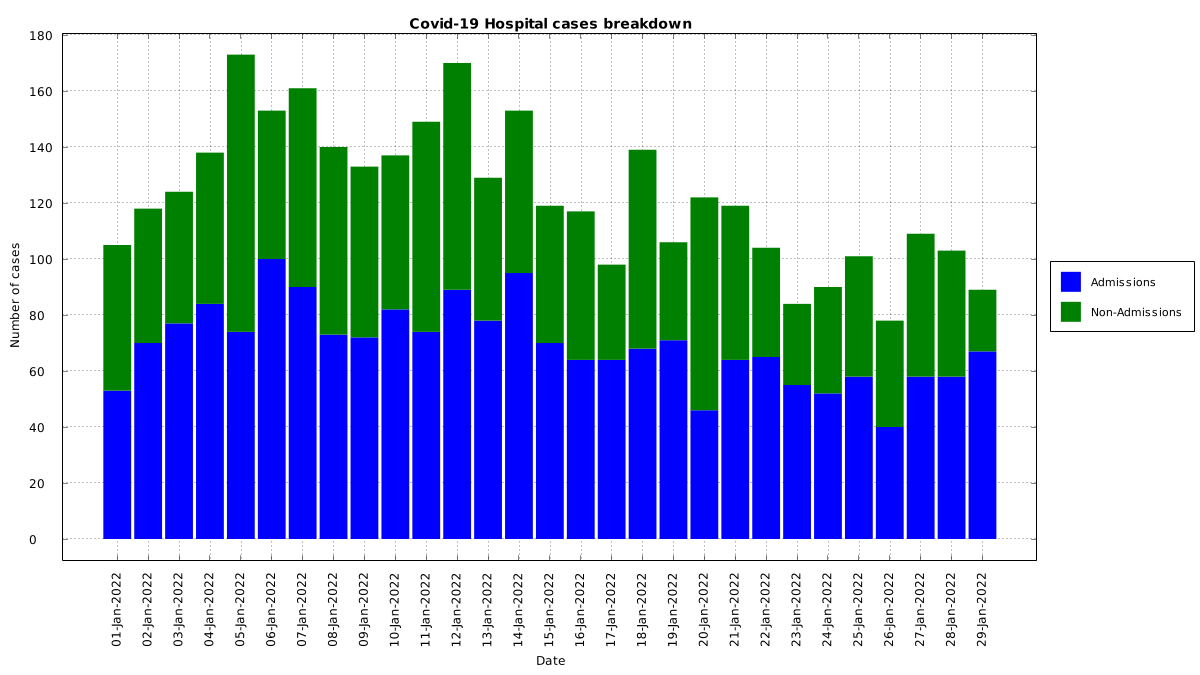 Covid-19 Hospital cases breakdown
180
160
140
120
100
80
60
40
20
0
Number of cases
01-Jan-2022
02-Jan-2022
03-Jan-2022
04-Jan-2022
05-Jan-2022
06-Jan-2022
07-Jan-2022
08-Jan-2022
09-Jan-2022
10-Jan-2022
11-Jan-2022
12-Jan-2022
13-Jan-2022
14-Jan-2022
15-Jan-2022
16-Jan-2022
17-Jan-2022
18-Jan-2022
19-Jan-2022
20-Jan-2022
21-Jan-2022
22-Jan-2022
23-Jan-2022
24-Jan-2022
25-Jan-2022
26-Jan-2022
27-Jan-2022
28-Jan-2022
29-Jan-2022
Date
Admissions
Non-Admissions